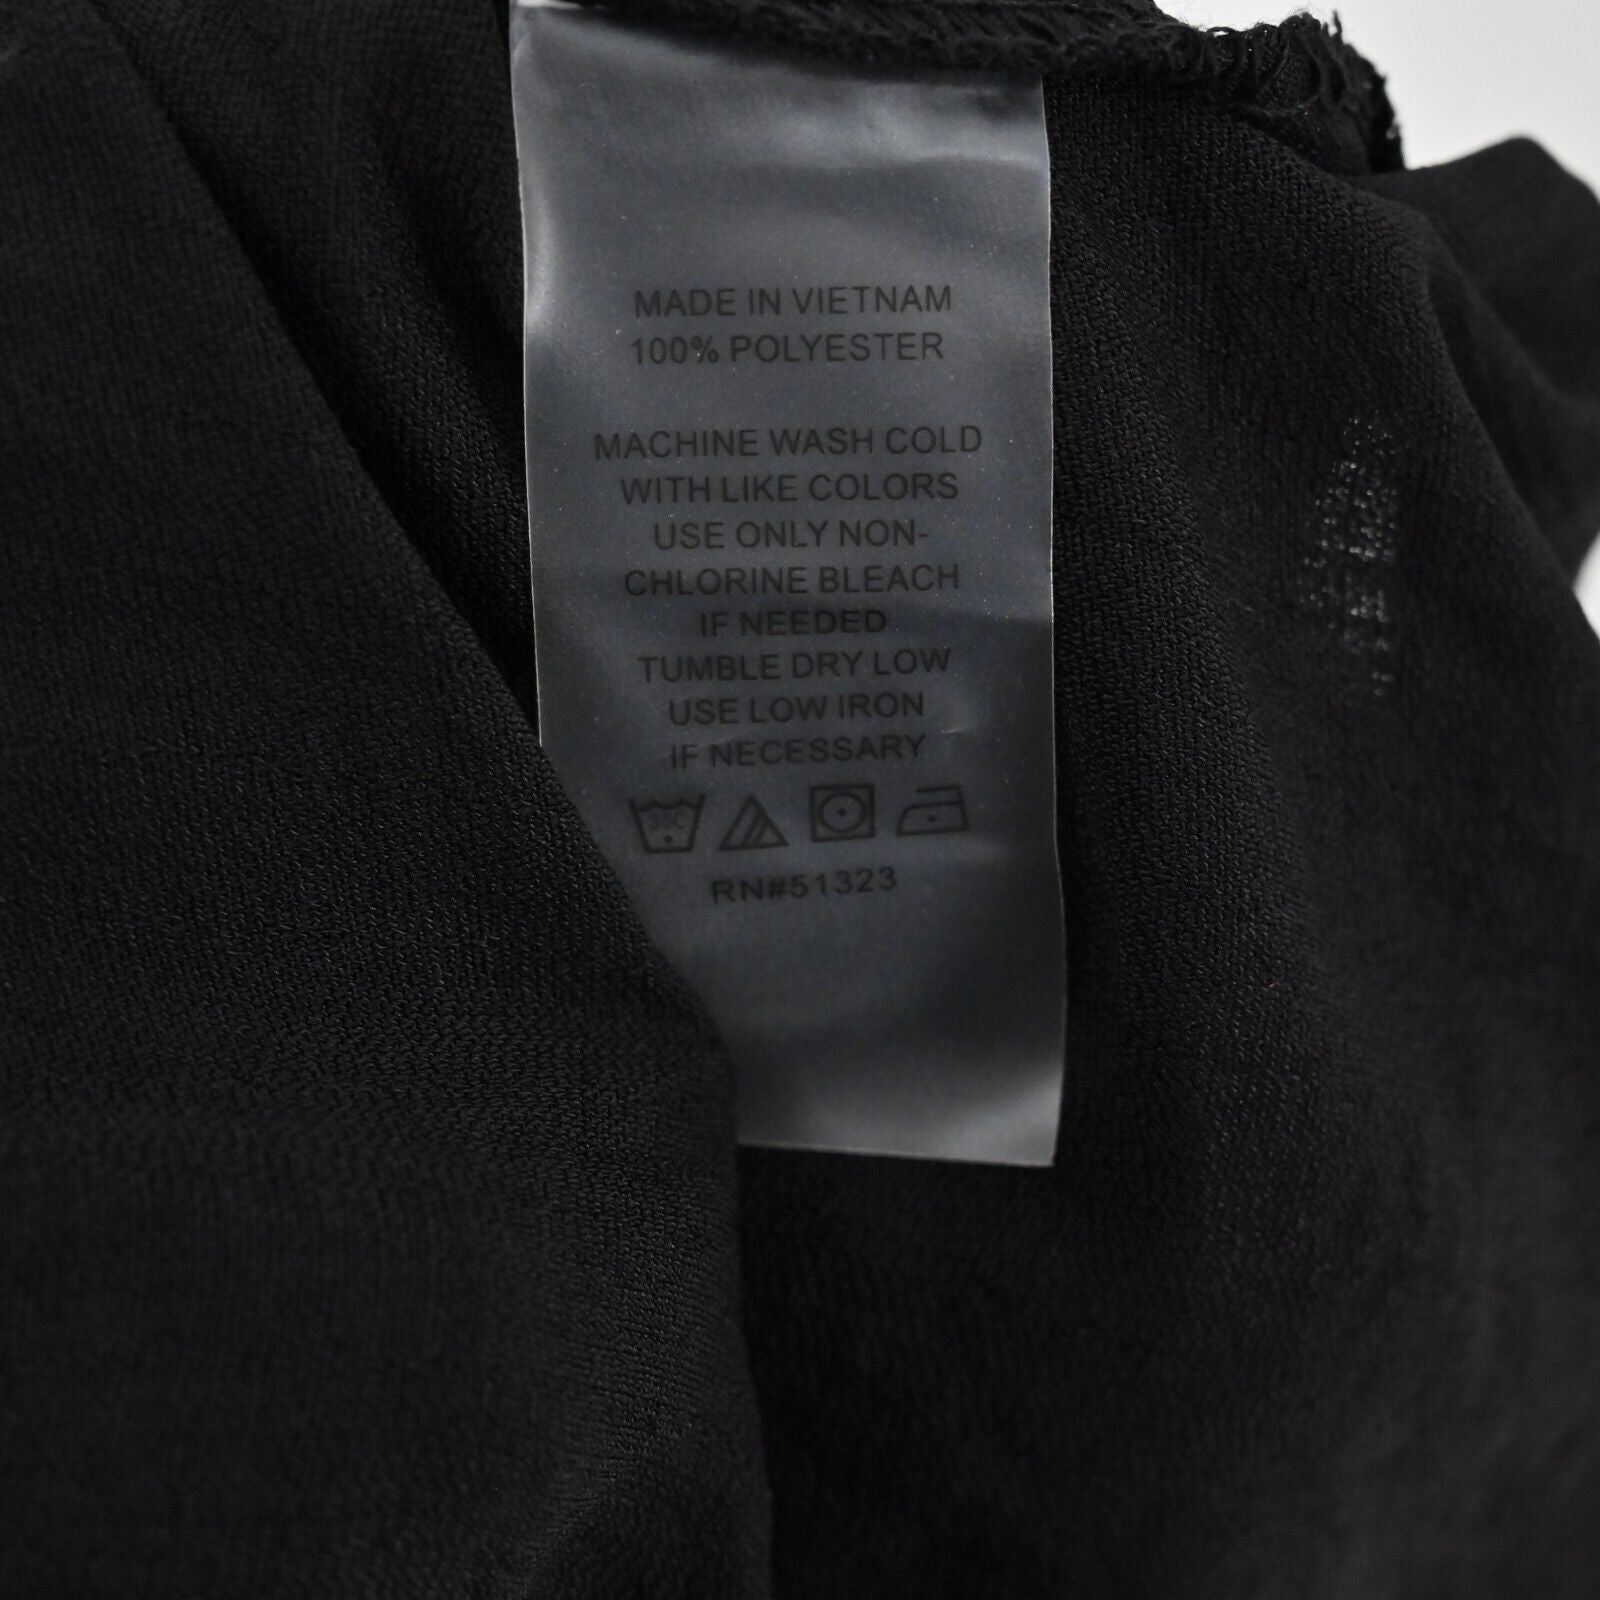 MADE IN VIETNAM
100% POLYESTER
MACHINE WASH COLD
WITH LIKE COLORS
USE ONLY NON-
CHLORINE BLEACH
IF NEEDED
TUMBLE DRY LOW
USE LOW IRON
IF NECESSARY
30C
RN#51323